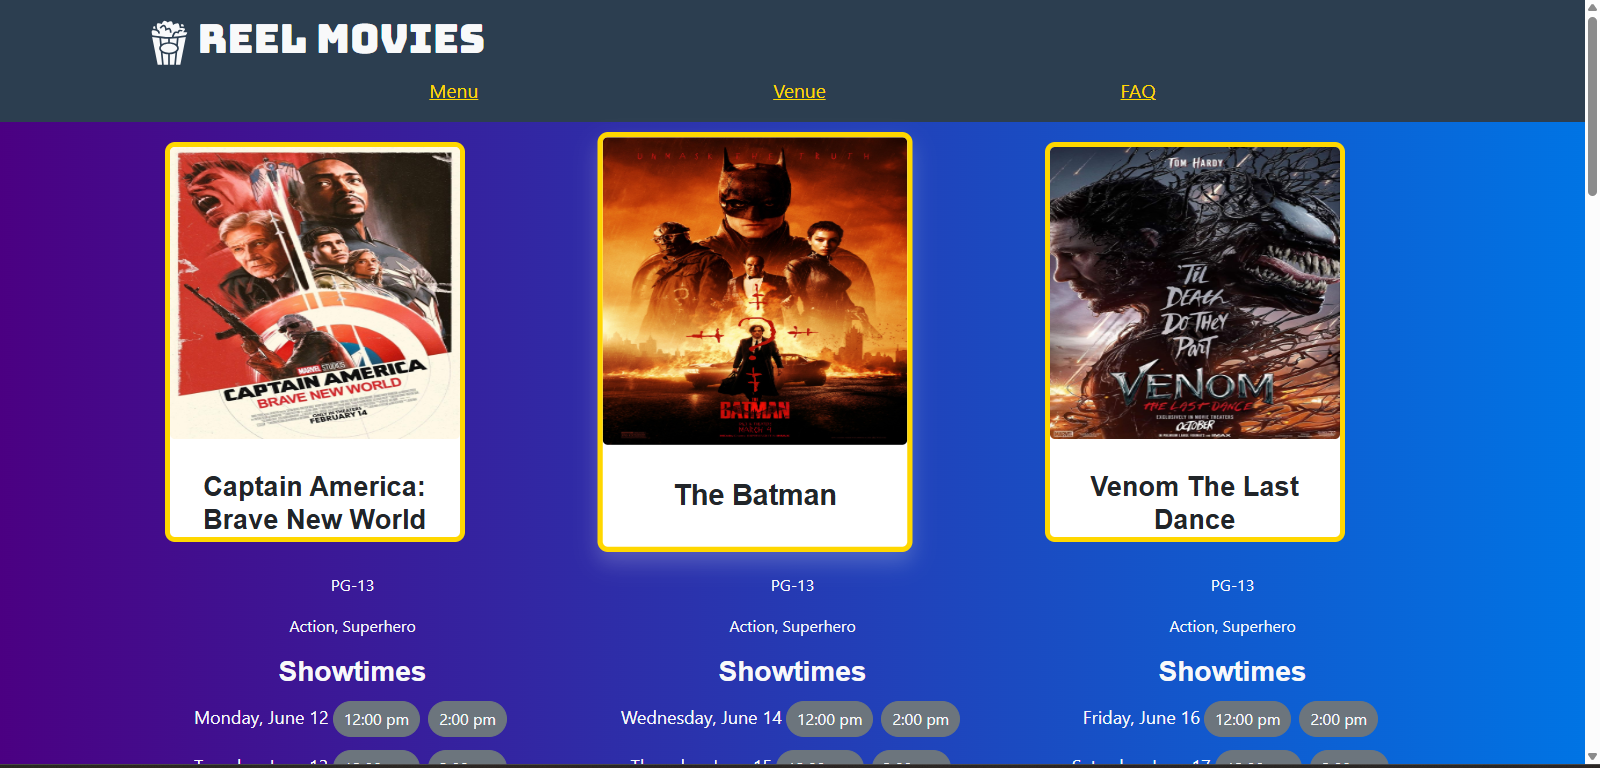 REEL MOVIES
Menu
Venue
FAQ
MARVEL STUDIOS
CAPTAIN AMERICA
BRAVE NEW WORLD
ONLY IN THEATERS
FEBRUARY 14
UNMASK THE TRUTH
THE
BATMAN
MARCH 4
TOM HARDY
'TIL
DEATH
DO THEY
PART
VENOM
THE LAST DANCE
EXCLUSIVELY IN MOVIE THEATERS
OCTOBER
Captain America:
Brave New World
The Batman
Venom The Last
Dance
PG-13
PG-13
PG-13
Action, Superhero
Action, Superhero
Action, Superhero
Showtimes
Showtimes
Showtimes
Monday, June 12 12:00 pm 2:00 pm
Wednesday, June 14 12:00 pm 2:00 pm
Friday, June 16 12:00 pm 2:00 pm